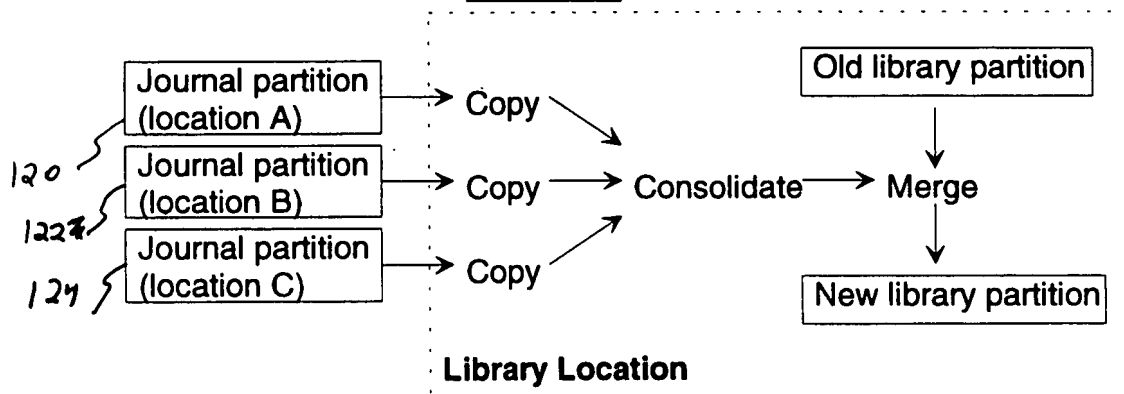 Journal partition
(location A)
Copy
Old library partition
120
Journal partition
(location B)
Copy
Consolidate
Merge
122
Journal partition
(location C)
Copy
124
New library partition
Library Location